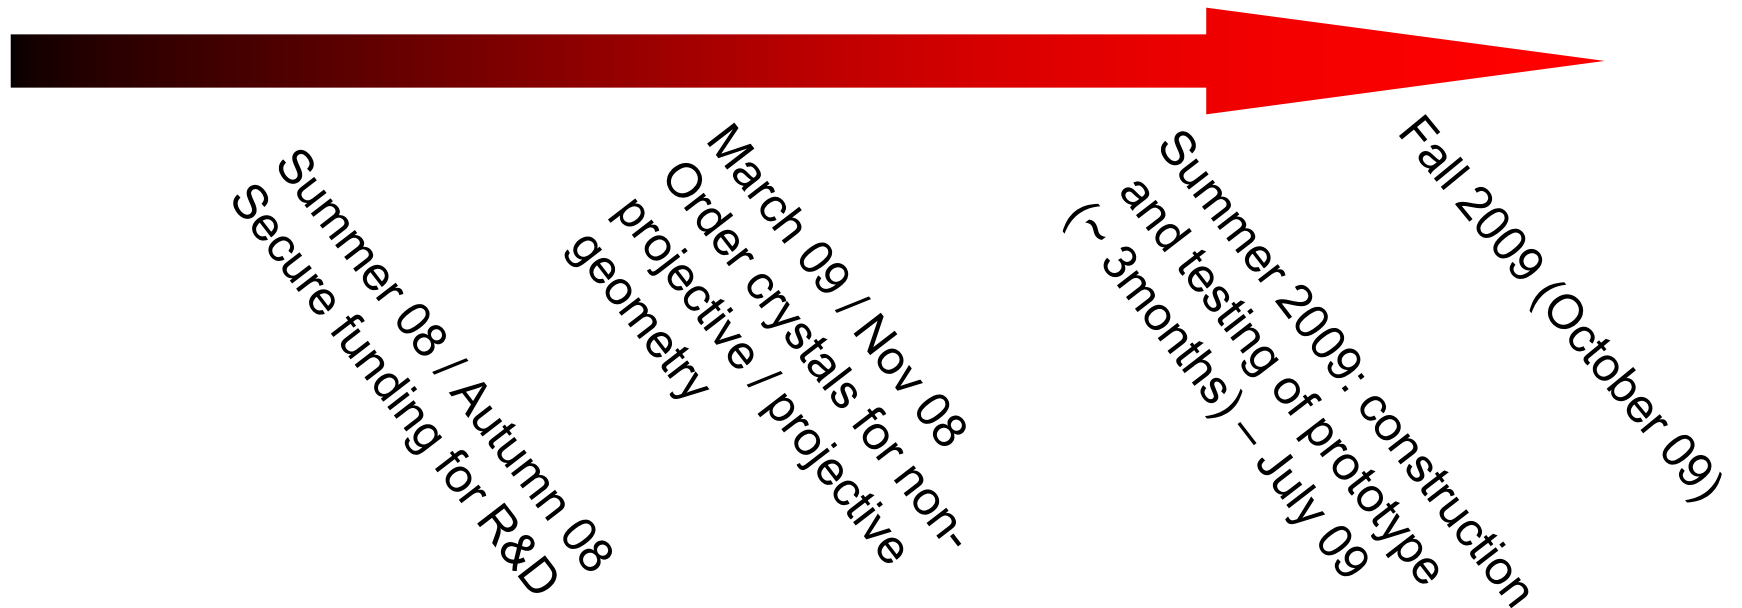 Summer 08 / Autumn 08
Secure funding for R&D
March 09 / Nov 08
Order crystals for non-
projective / projective
geometry
Summer 2009: construction
and testing of prototype
(~ 3months) – July 09
Fall 2009 (October 09)